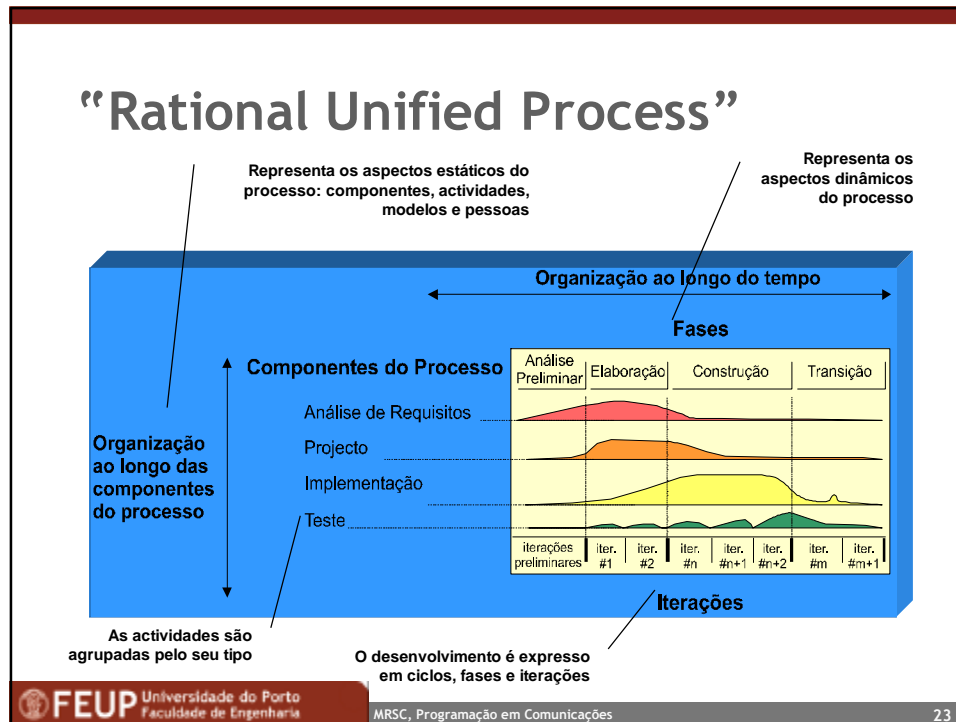 “Rational Unified Process”
Representa os aspectos estáticos do
processo: componentes, actividades,
modelos e pessoas
Representa os
aspectos dinâmicos
do processo
Organização ao longo do tempo
Fases
Componentes do Processo
Análise
Preliminar
Elaboração
Construção
Transição
Análise de Requisitos
Projecto
Implementação
Teste
Organização
ao longo das
componentes
do processo
iterações
preliminares
iter.
#1
iter.
#2
iter.
#n
iter.
#n+1
iter.
#n+2
iter.
#m
iter.
#m+1
Iterações
As actividades são
agrupadas pelo seu tipo
O desenvolvimento é expresso
em ciclos, fases e iterações
FEUP Universidade do Porto
Faculdade de Engenharia
MRSC, Programação em Comunicações
23